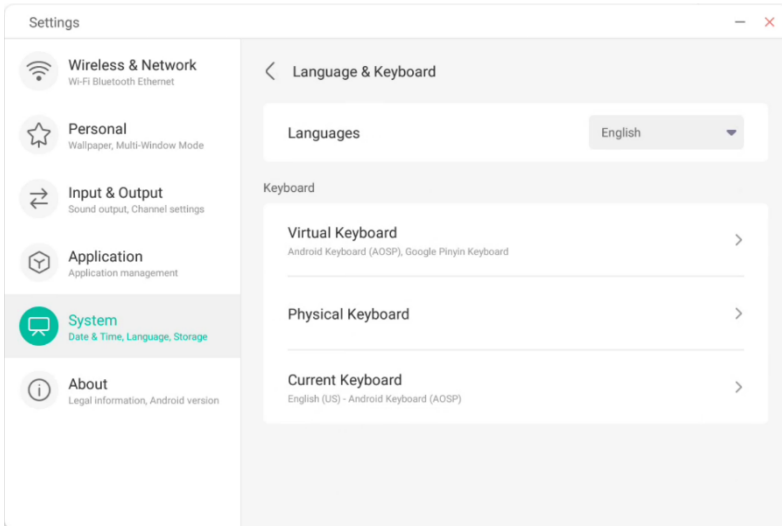 Settings
Wireless & Network
Wi-Fi Bluetooth Ethernet
Personal
Wallpaper, Multi-Window Mode
Input & Output
Sound output, Channel settings
Application
Application management
System
Date & Time, Language, Storage
About
Legal information, Android version
Language & Keyboard
Languages
English
Keyboard
Virtual Keyboard
Android Keyboard (AOSP), Google Pinyin Keyboard
Physical Keyboard
Current Keyboard
English (US) - Android Keyboard (AOSP)